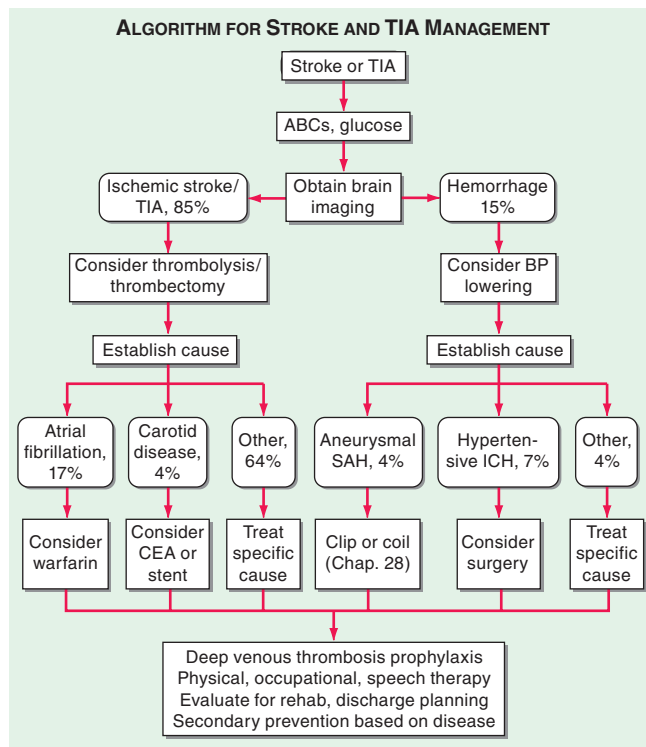 ALGORITHM FOR STROKE AND TIA MANAGEMENT
Stroke or TIA
ABCs, glucose
Ischemic stroke/
TIA, 85%
Obtain brain
imaging
Hemorrhage
15%
Consider thrombolysis/
thrombectomy
Consider BP
lowering
Establish cause
Establish cause
Atrial
fibrillation,
17%
Carotid
disease,
4%
Other,
64%
Aneurysmal
SAH, 4%
Hyperten-
sive ICH, 7%
Other,
4%
Consider
warfarin
Consider
CEA or
stent
Treat
specific
cause
Clip or coil
(Chap. 28)
Consider
surgery
Treat
specific
cause
Deep venous thrombosis prophylaxis
Physical, occupational, speech therapy
Evaluate for rehab, discharge planning
Secondary prevention based on disease